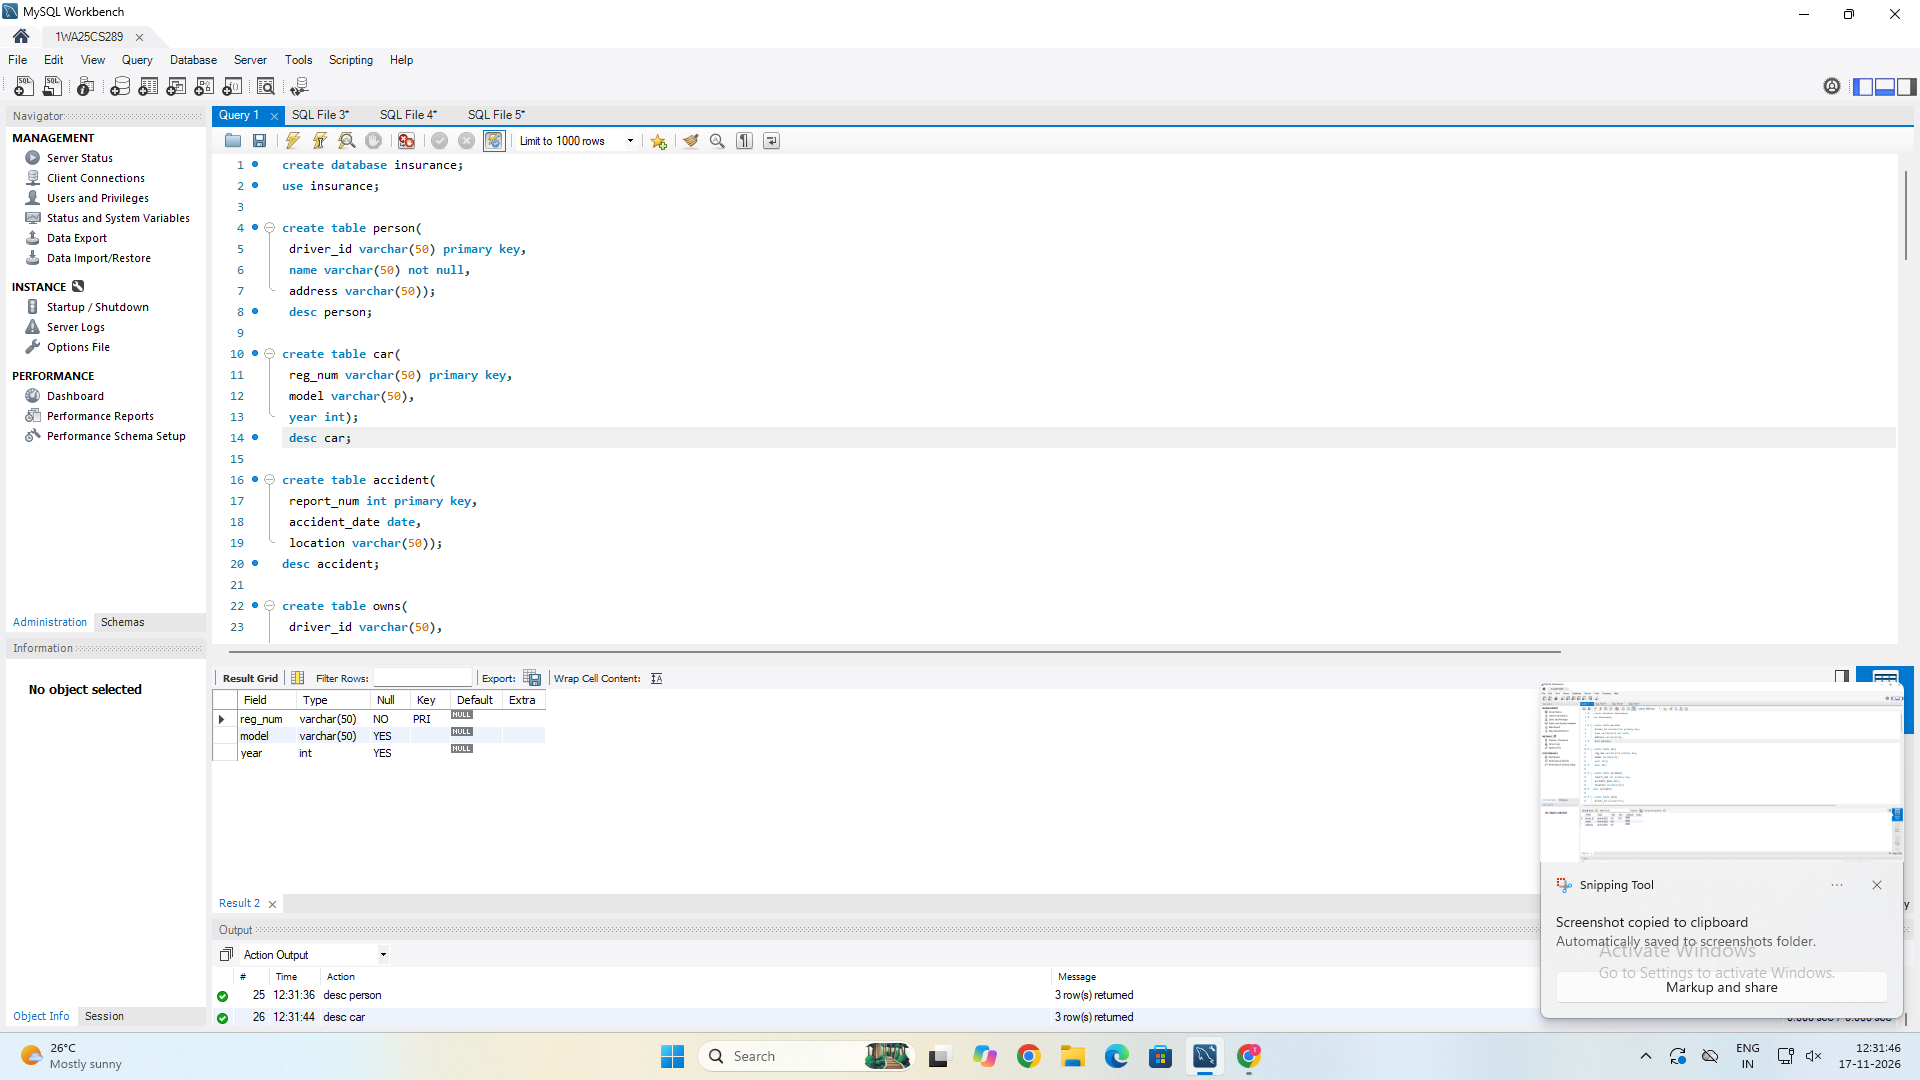 MySQL Workbench
1WA25CS289
File Edit View Query Database Server Tools Scripting Help
Navigator
MANAGEMENT
Server Status
Client Connections
Users and Privileges
Status and System Variables
Data Export
Data Import/Restore
INSTANCE
Startup / Shutdown
Server Logs
Options File
PERFORMANCE
Dashboard
Performance Reports
Performance Schema Setup
Administration Schemas
Information
No object selected
Object Info Session
Query 1 SQL File 3* SQL File 4* SQL File 5*
Limit to 1000 rows
1 create database insurance;
2 use insurance;
3
4 create table person(
5 driver_id varchar(50) primary key,
6 name varchar(50) not null,
7 address varchar(50));
8 desc person;
9
10 create table car(
11 reg_num varchar(50) primary key,
12 model varchar(50),
13 year int);
14 desc car;
15
16 create table accident(
17 report_num int primary key,
18 accident_date date,
19 location varchar(50));
20 desc accident;
21
22 create table owns(
23 driver_id varchar(50),
Result Grid Filter Rows: Export: Wrap Cell Content:
Field Type Null Key Default Extra
reg_num varchar(50) NO PRI NULL
model varchar(50) YES NULL
year int YES NULL
Result 2
Output
Action Output
# Time Action Message
25 12:31:36 desc person 3 row(s) returned
26 12:31:44 desc car 3 row(s) returned
Snipping Tool
Screenshot copied to clipboard
Automatically saved to screenshots folder.
Activate Windows
Go to Settings to activate Windows.
Markup and share
26°C
Mostly sunny
Search
ENG
IN
12:31:46
17-11-2026